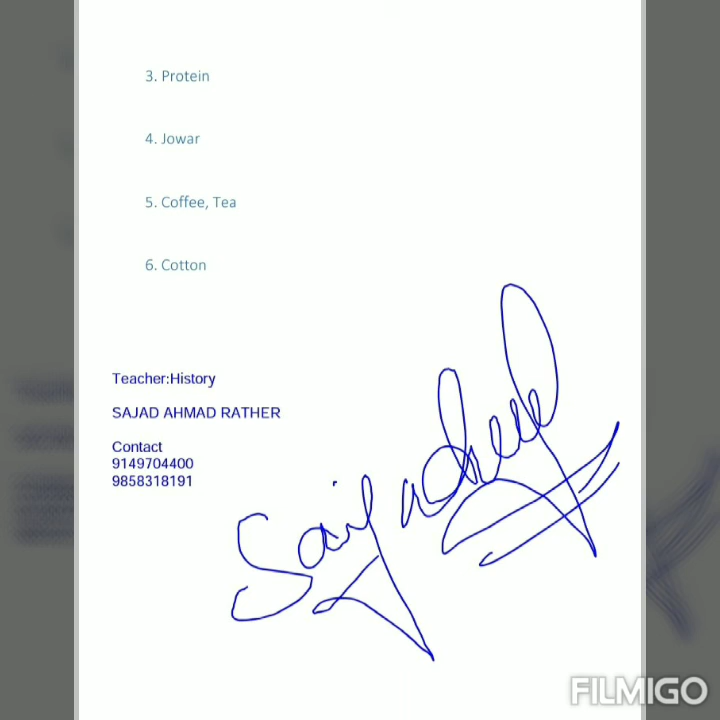 3. Protein
4. Jowar
5. Coffee, Tea
6. Cotton
Teacher:History
SAJAD AHMAD RATHER
Contact
9149704400
9858318191
FILMIGO